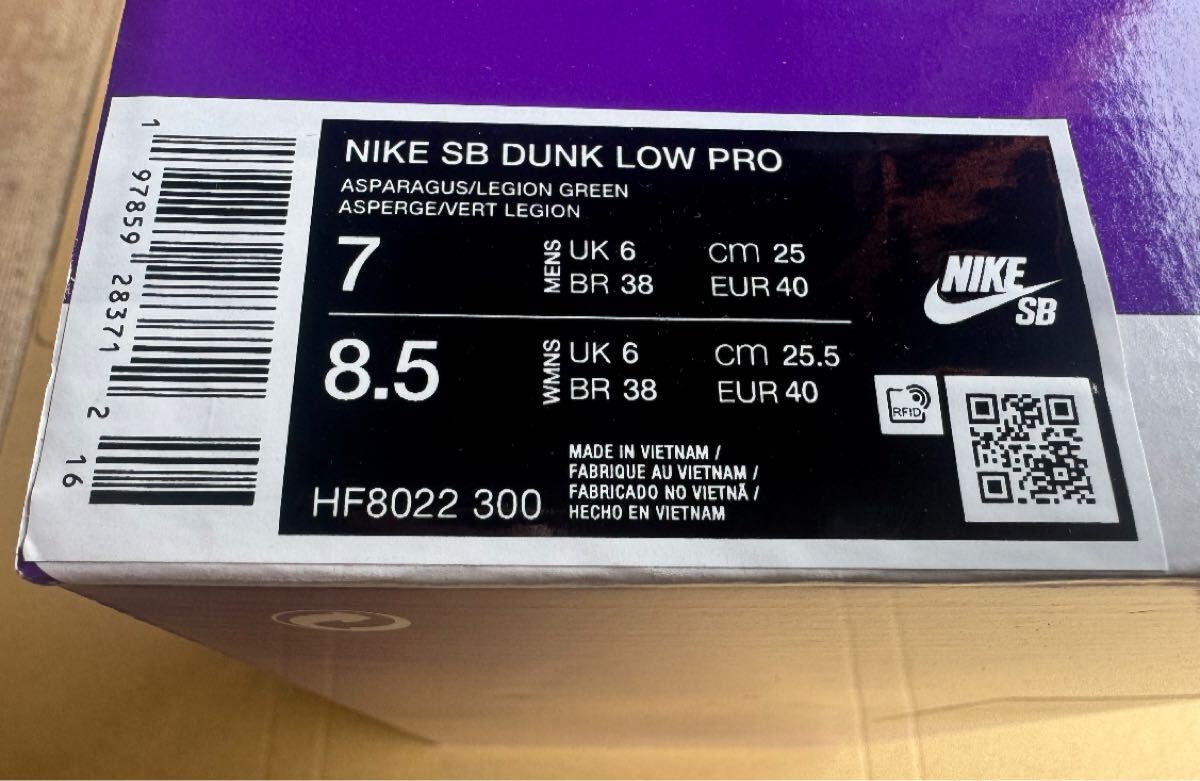 NIKE SB DUNK LOW PRO
ASPARAGUS/LEGION GREEN
ASPERGE/VERT LEGION
7
MENS
UK 6 cm 25
BR 38 EUR 40
8.5
WMNS
UK 6 cm 25.5
BR 38 EUR 40
HF8022 300
MADE IN VIETNAM /
FABRIQUE AU VIETNAM /
FABRICADO NO VIETNÃ /
HECHO EN VIETNAM
NIKE
SB
RFID
1 97859 28371 2
16